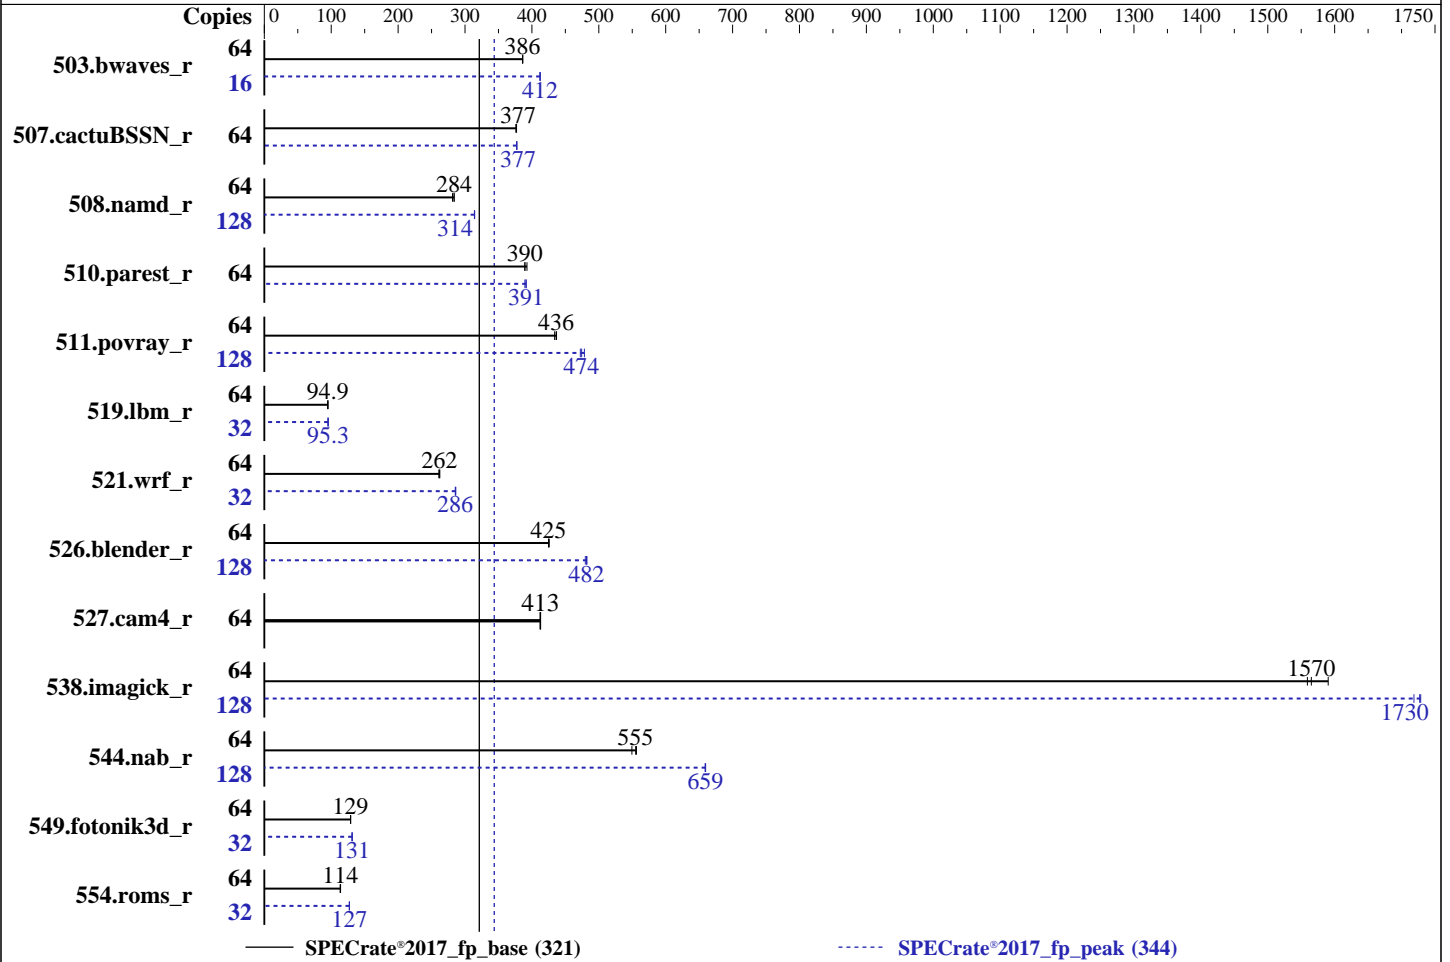 Copies 0 100 200 300 400 500 600 700 800 900 1000 1100 1200 1300 1400 1500 1600 1750
503.bwaves_r 64 386
16 412
507.cactuBSSN_r 64 377
377
508.namd_r 64 284
128 314
510.parest_r 64 390
391
511.povray_r 64 436
128 474
519.lbm_r 64 94.9
32 95.3
521.wrf_r 64 262
32 286
526.blender_r 64 425
128 482
527.cam4_r 64 413
538.imagick_r 64 1570
128 1730
544.nab_r 64 555
128 659
549.fotonik3d_r 64 129
32 131
554.roms_r 64 114
32 127
SPECrate®2017_fp_base (321) SPECrate®2017_fp_peak (344)